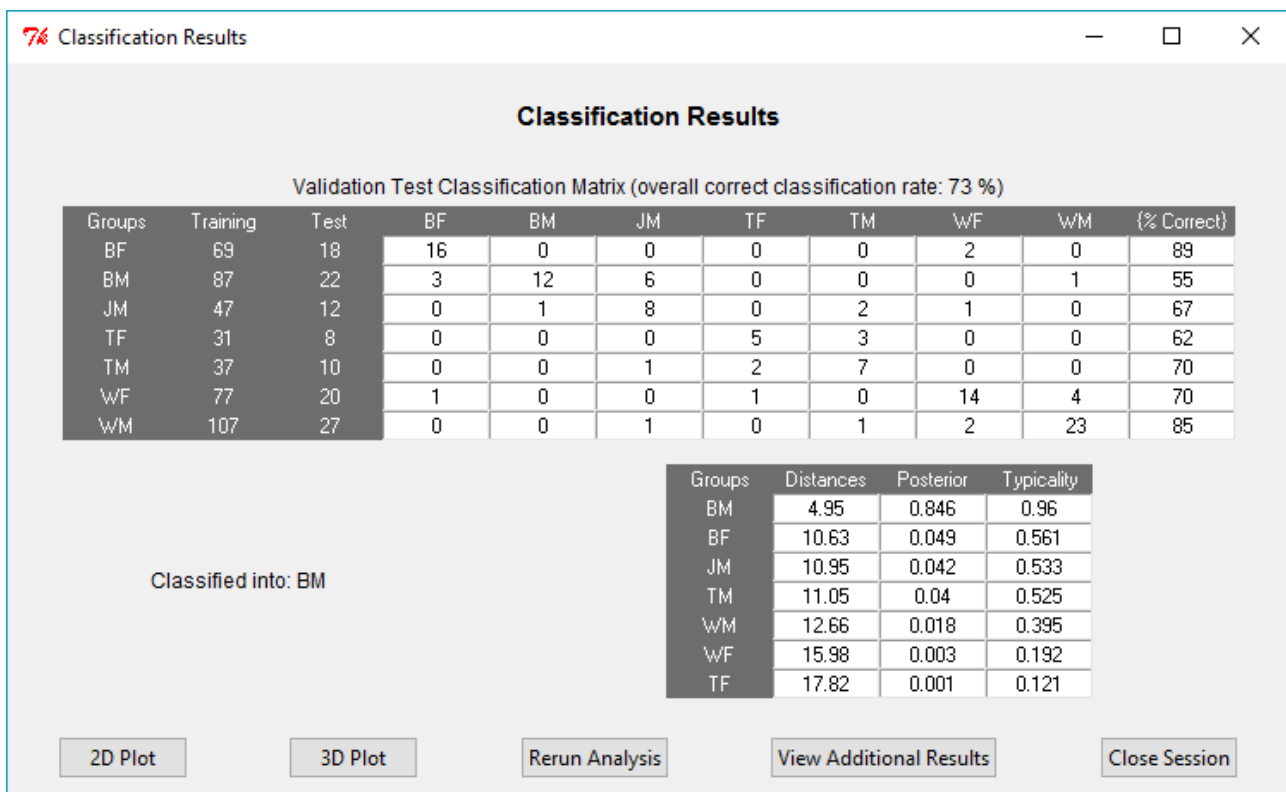 Classification Results
Classification Results
Validation Test Classification Matrix (overall correct classification rate: 73 %)
Groups Training Test BF BM JM TF TM WF WM {% Correct}
BF 69 18 16 0 0 0 0 2 0 89
BM 87 22 3 12 6 0 0 0 1 55
JM 47 12 0 1 8 0 2 1 0 67
TF 31 8 0 0 0 5 3 0 0 62
TM 37 10 0 0 1 2 7 0 0 70
WF 77 20 1 0 0 1 0 14 4 70
WM 107 27 0 0 1 0 1 2 23 85
Groups Distances Posterior Typicality
BM 4.95 0.846 0.96
BF 10.63 0.049 0.561
JM 10.95 0.042 0.533
TM 11.05 0.04 0.525
WM 12.66 0.018 0.395
WF 15.98 0.003 0.192
TF 17.82 0.001 0.121
Classified into: BM
2D Plot 3D Plot Rerun Analysis View Additional Results Close Session